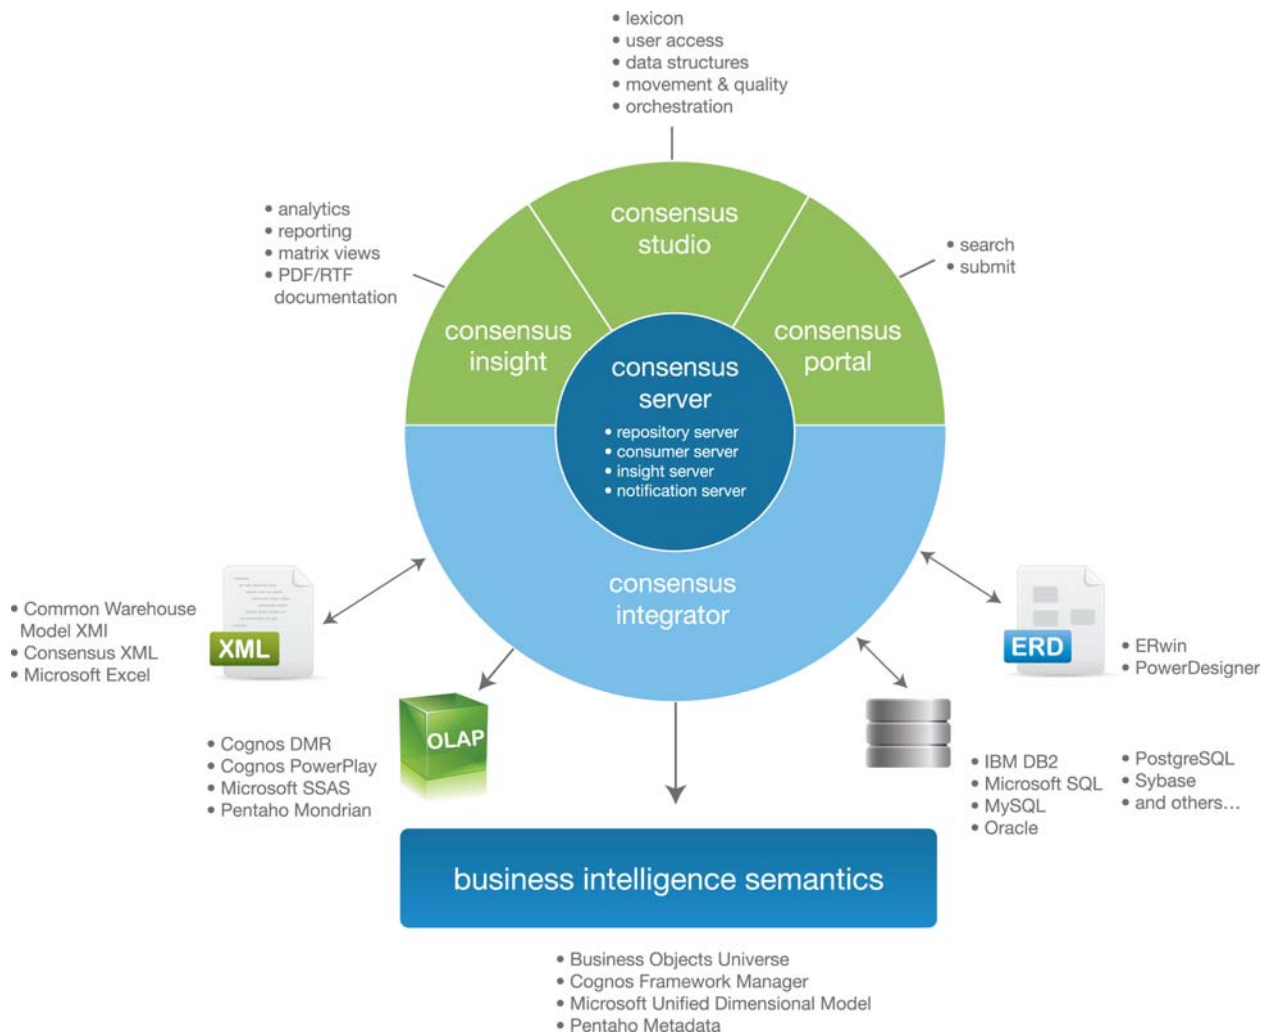 • lexicon
• user access
• data structures
• movement & quality
• orchestration
• analytics
• reporting
• matrix views
• PDF/RTF
documentation
consensus
studio
• search
• submit
consensus
insight
consensus
portal
consensus
server
• repository server
• consumer server
• insight server
• notification server
consensus
integrator
• Common Warehouse
Model XMI
• Consensus XML
• Microsoft Excel
XML
ERD
• ERwin
• PowerDesigner
OLAP
• Cognos DMR
• Cognos PowerPlay
• Microsoft SSAS
• Pentaho Mondrian
• IBM DB2
• Microsoft SQL
• MySQL
• Oracle
• PostgreSQL
• Sybase
• and others…
business intelligence semantics
• Business Objects Universe
• Cognos Framework Manager
• Microsoft Unified Dimensional Model
• Pentaho Metadata